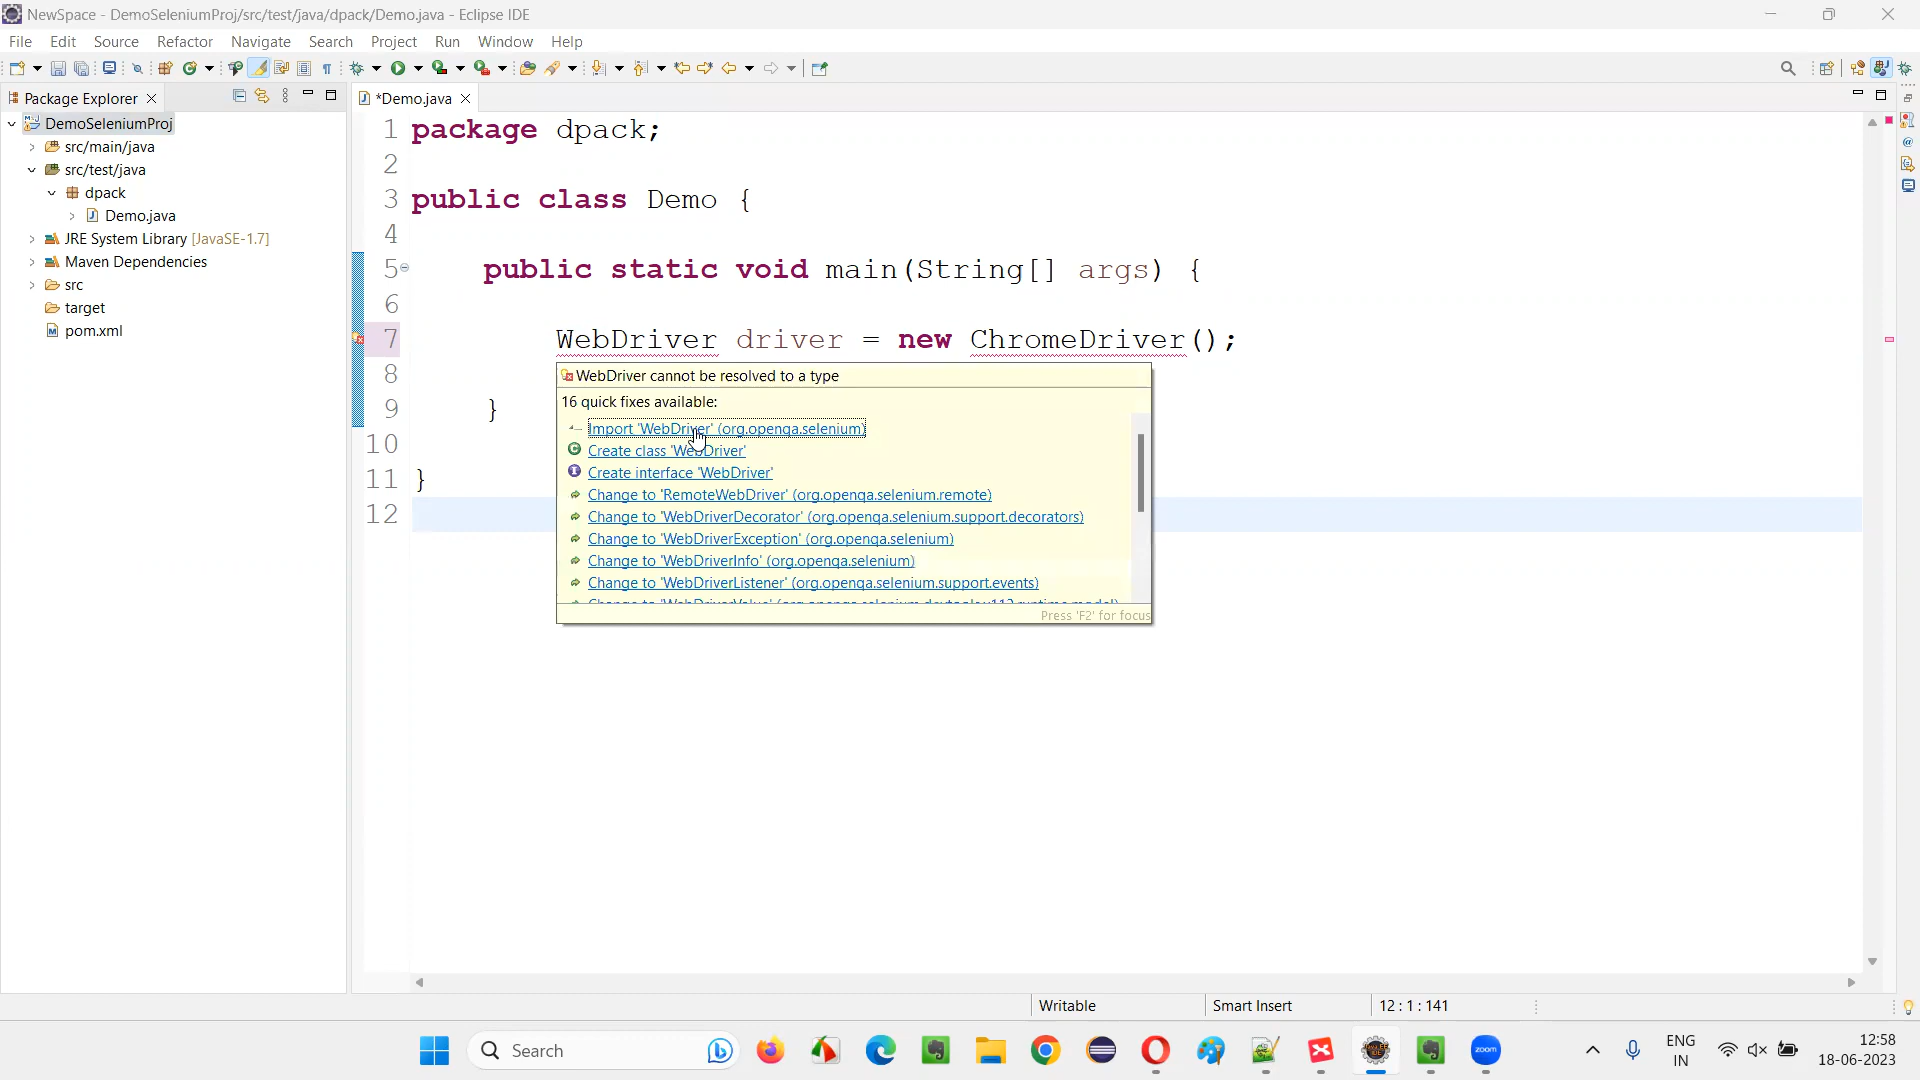 NewSpace - DemoSeleniumProj/src/test/java/dpack/Demo.java - Eclipse IDE
File Edit Source Refactor Navigate Search Project Run Window Help
Package Explorer
*Demo.java
DemoSeleniumProj
src/main/java
src/test/java
dpack
Demo.java
JRE System Library [JavaSE-1.7]
Maven Dependencies
src
target
pom.xml
1 package dpack;
2
3 public class Demo {
4
5 public static void main(String[] args) {
6
7 WebDriver driver = new ChromeDriver();
8
9 }
10
11 }
12
WebDriver cannot be resolved to a type
16 quick fixes available:
Import 'WebDriver' (org.openqa.selenium)
Create class 'WebDriver'
Create interface 'WebDriver'
Change to 'RemoteWebDriver' (org.openqa.selenium.remote)
Change to 'WebDriverDecorator' (org.openqa.selenium.support.decorators)
Change to 'WebDriverException' (org.openqa.selenium)
Change to 'WebDriverInfo' (org.openqa.selenium)
Change to 'WebDriverListener' (org.openqa.selenium.support.events)
Press 'F2' for focus
Writable Smart Insert 12 : 1 : 141
Search
zoom
ENG
IN
12:58
18-06-2023